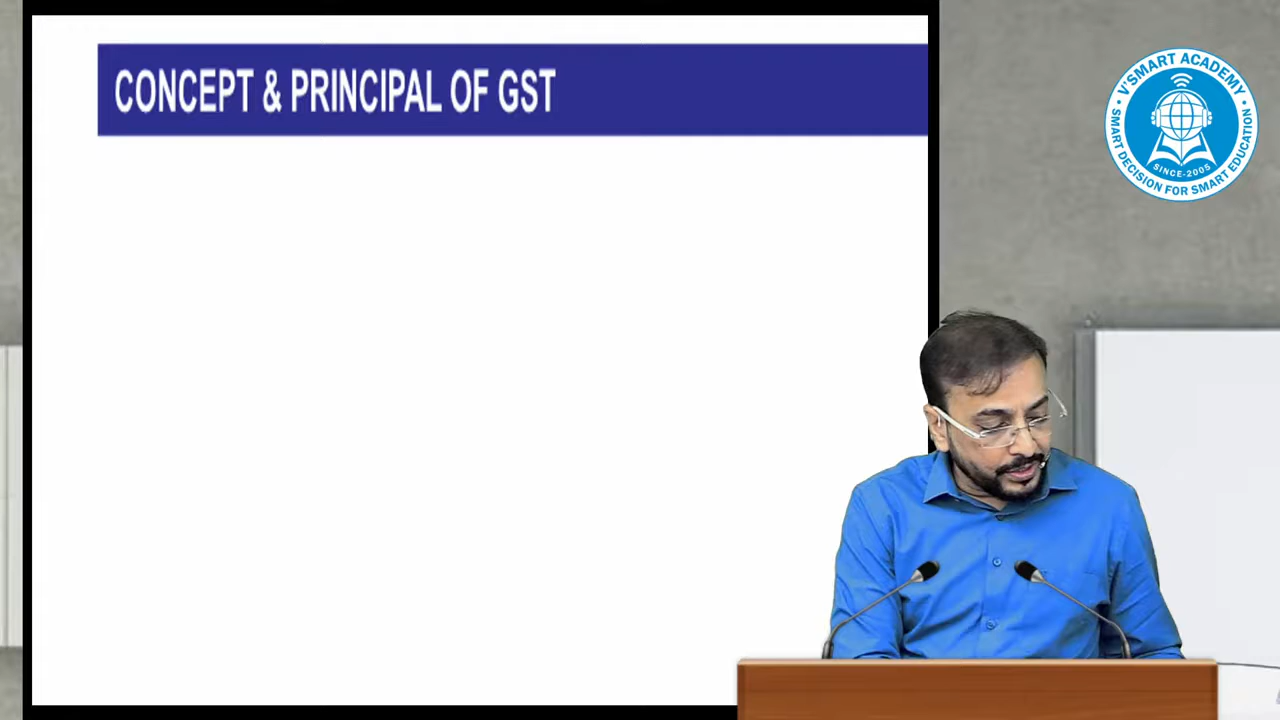 CONCEPT & PRINCIPAL OF GST
V'SMART ACADEMY
SINCE-2005
SMART DECISION FOR SMART EDUCATION